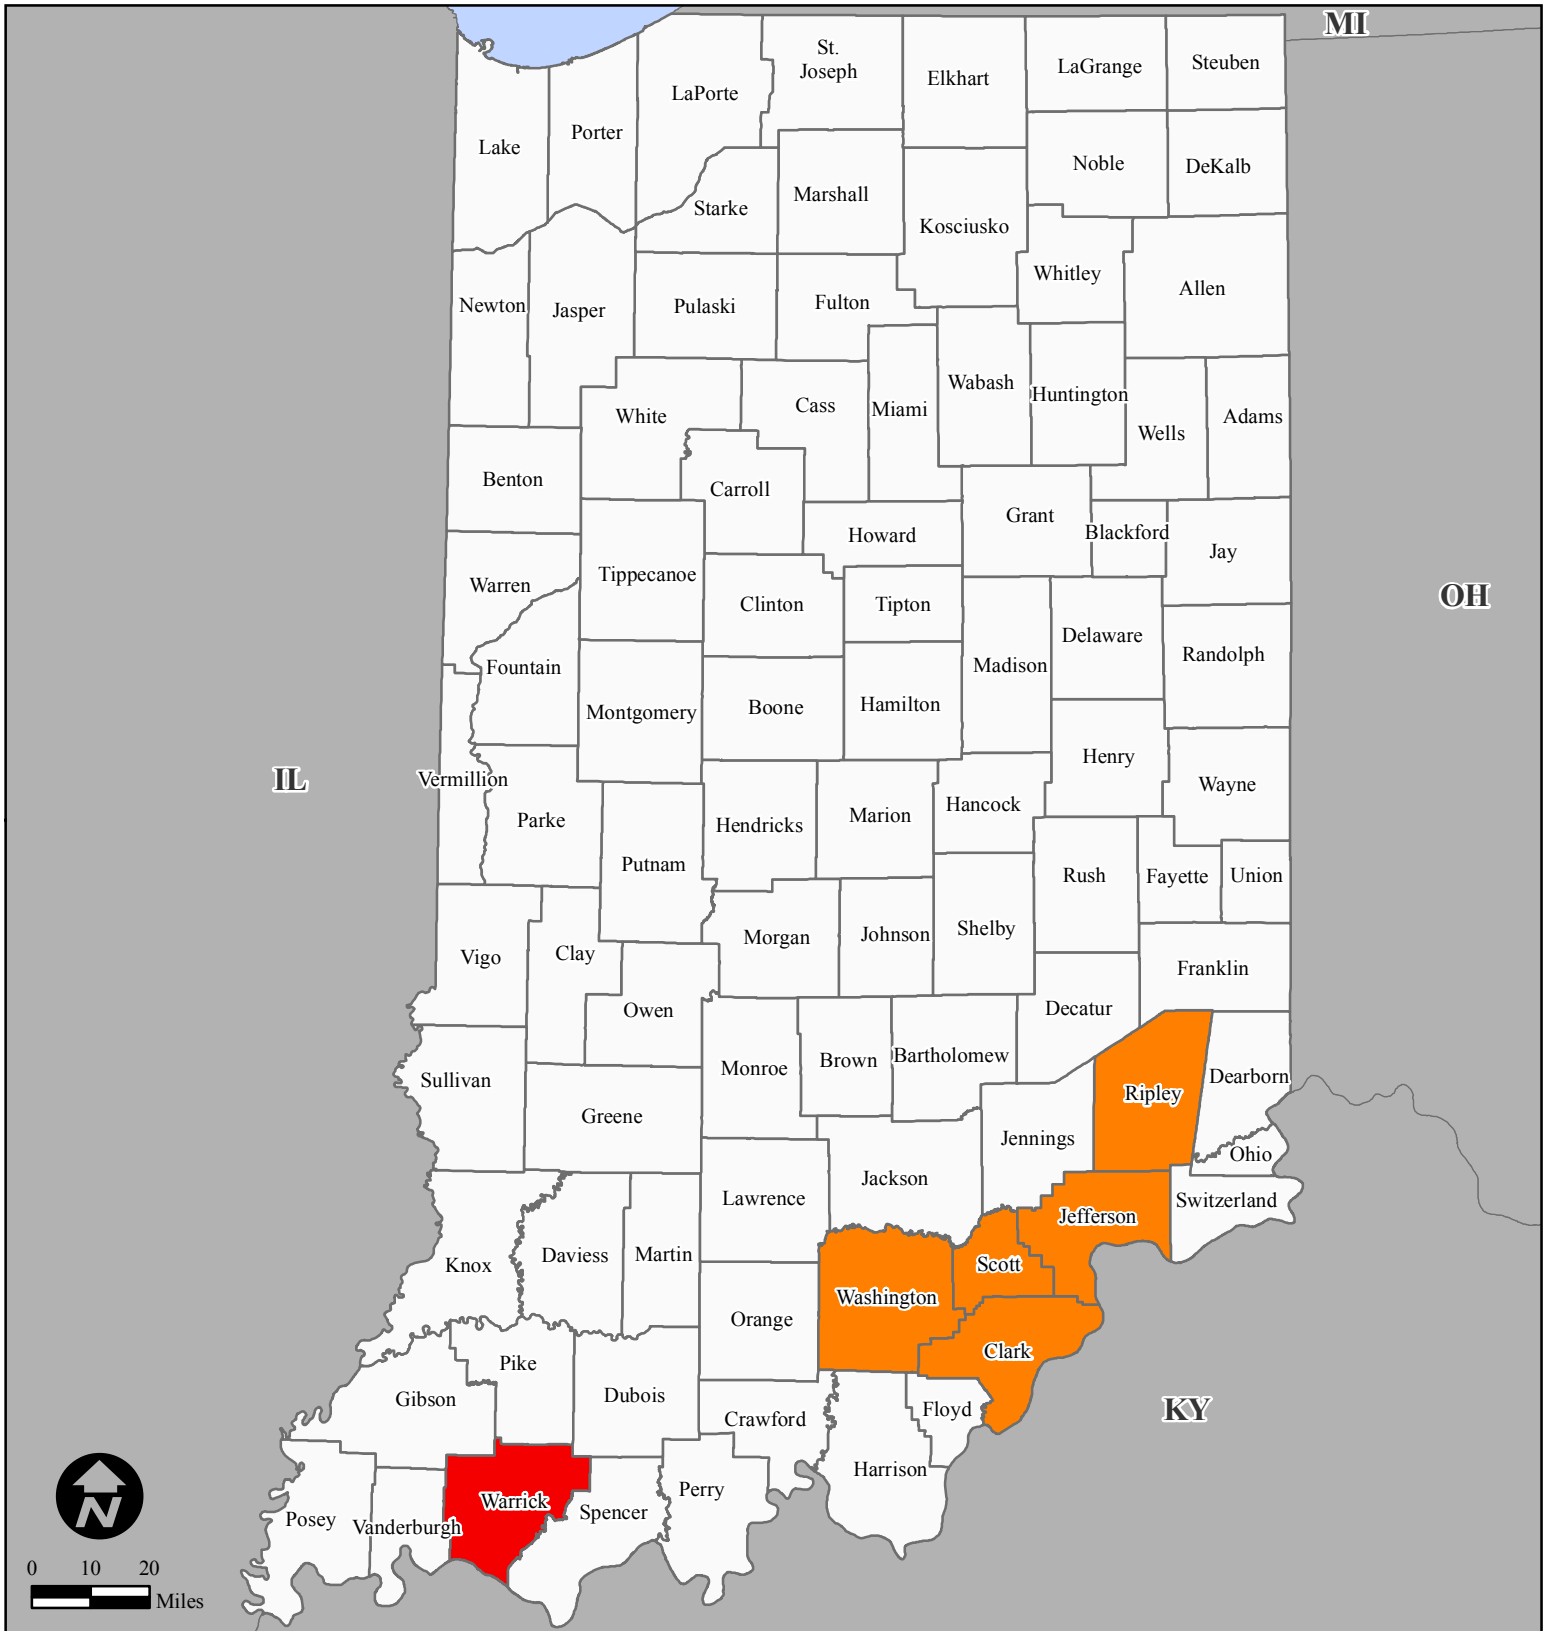 MI
St.
Joseph
Elkhart
LaGrange
Steuben
LaPorte
Porter
Lake
Noble
DeKalb
Marshall
Starke
Kosciusko
Whitley
Allen
Newton
Jasper
Pulaski
Fulton
Wabash
Huntington
Miami
Cass
White
Wells
Adams
Benton
Carroll
Grant
Blackford
Howard
Jay
Warren
Tippecanoe
Clinton
Tipton
OH
Delaware
Randolph
Madison
Fountain
Montgomery
Boone
Hamilton
Henry
Wayne
IL
Vermillion
Parke
Hendricks
Marion
Hancock
Putnam
Rush
Fayette
Union
Morgan
Johnson
Shelby
Vigo
Clay
Franklin
Owen
Decatur
Monroe
Brown
Bartholomew
Sullivan
Dearborn
Ripley
Greene
Jennings
Ohio
Jackson
Lawrence
Switzerland
Jefferson
Knox
Daviess
Martin
Scott
Washington
Orange
Clark
Pike
Gibson
Dubois
Crawford
Floyd
KY
Harrison
Perry
Warrick
Spencer
Posey
Vanderburgh
N
0 10 20
Miles